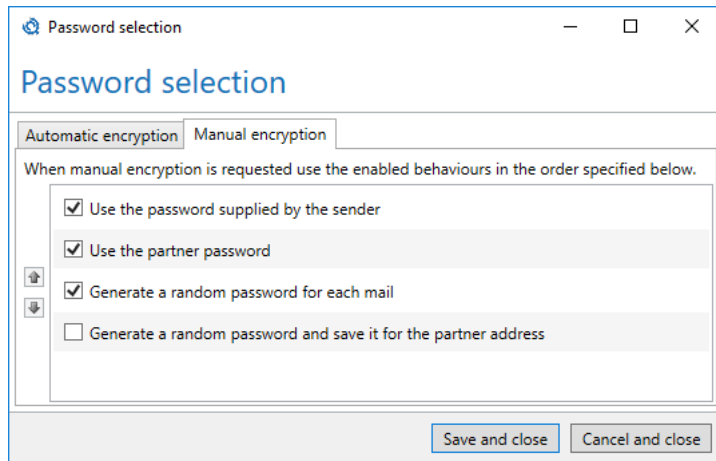 Password selection
Password selection
Automatic encryption Manual encryption
When manual encryption is requested use the enabled behaviours in the order specified below.
Use the password supplied by the sender
Use the partner password
Generate a random password for each mail
Generate a random password and save it for the partner address
Save and close Cancel and close